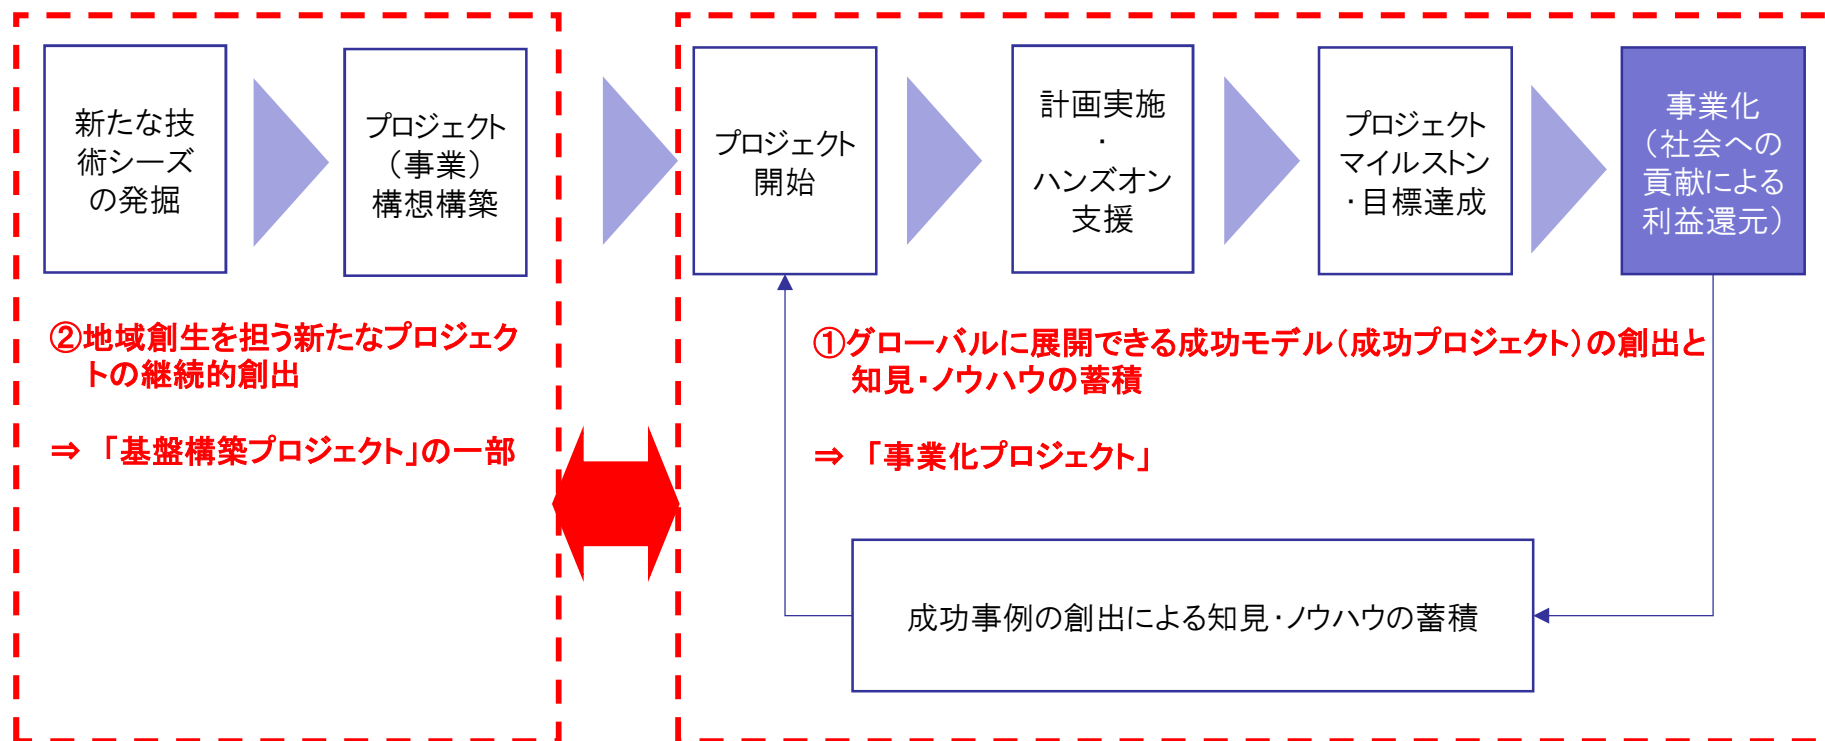 新たな技
術シーズ
の発掘
プロジェクト
（事業）
構想構築
プロジェクト
開始
計画実施
・
ハンズオン
支援
プロジェクト
マイルストン
・目標達成
事業化
（社会への
貢献による
利益還元）
②地域創生を担う新たなプロジェク
トの継続的創出
⇒ 「基盤構築プロジェクト」の一部
①グローバルに展開できる成功モデル（成功プロジェクト）の創出と
知見・ノウハウの蓄積
⇒ 「事業化プロジェクト」
成功事例の創出による知見・ノウハウの蓄積